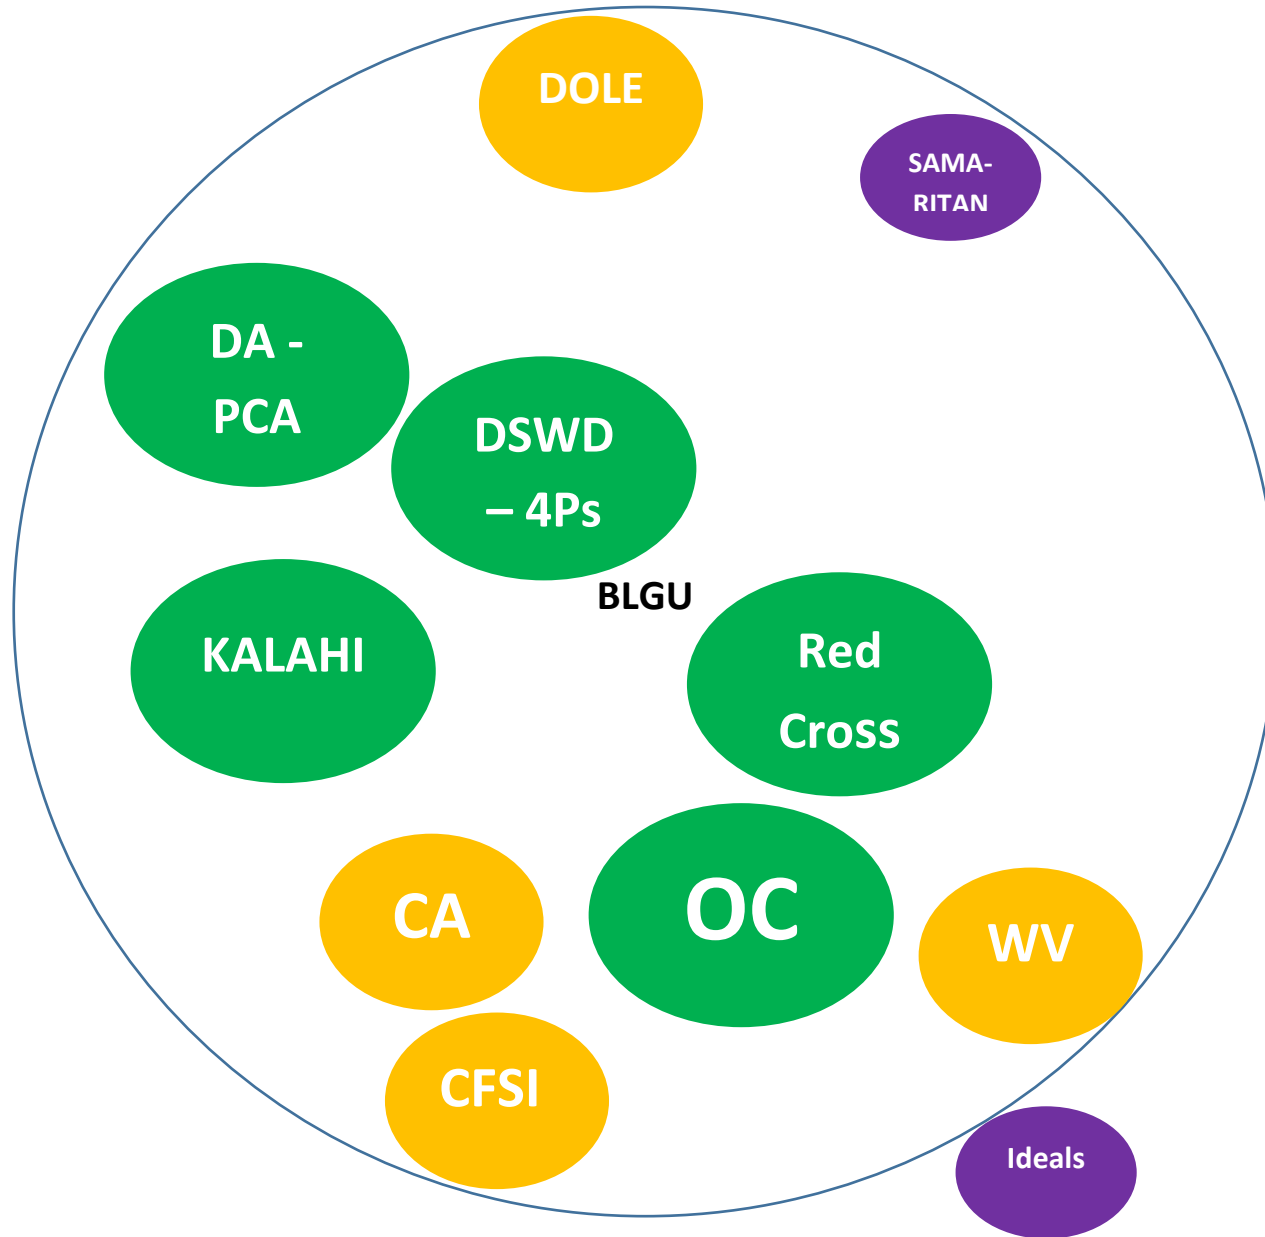 DOLE
SAMA-
RITAN
DA -
PCA
DSWD
– 4Ps
BLGU
KALAHI
Red
Cross
CA
OC
WV
CFSI
Ideals